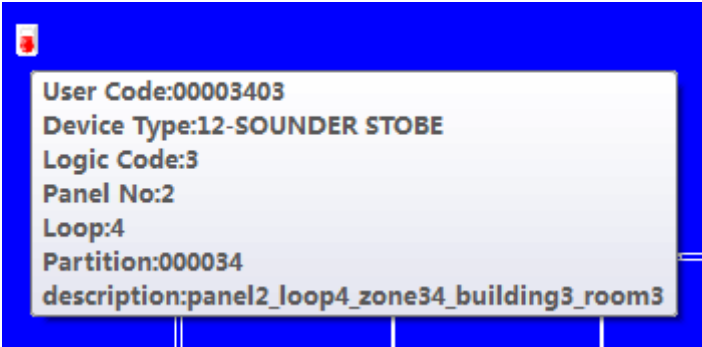 User Code:00003403
Device Type:12-SOUNDER STOBE
Logic Code:3
Panel No:2
Loop:4
Partition:000034
description:panel2_loop4_zone34_building3_room3